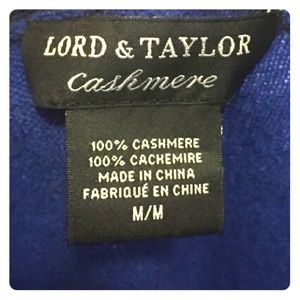 LORD & TAYLOR
cashmere
100% CASHMERE
100% CACHEMIRE
MADE IN CHINA
FABRIQUÉ EN CHINE
M/M